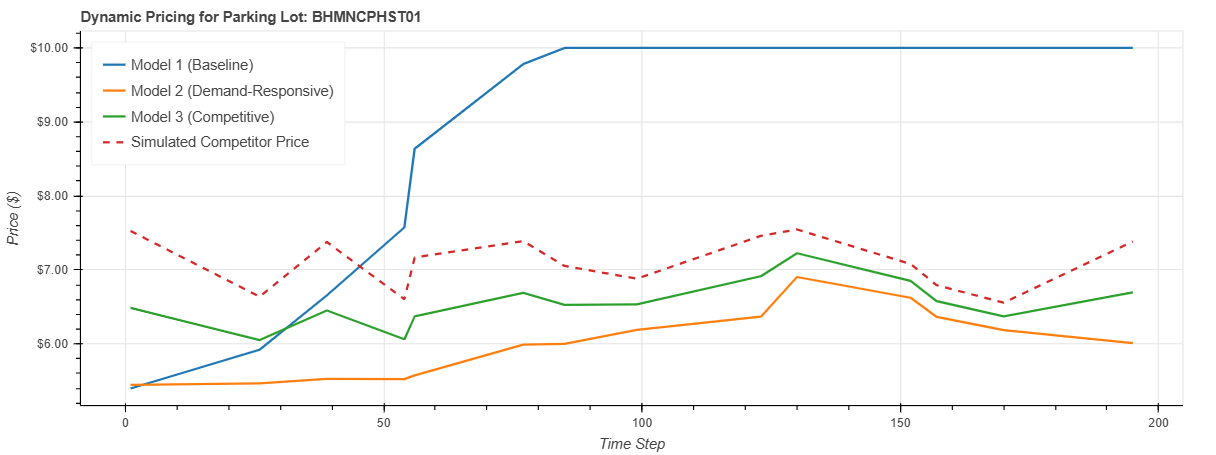 Dynamic Pricing for Parking Lot: BHMNCPHST01
$10.00
$9.00
$8.00
$7.00
$6.00
Price ($)
Model 1 (Baseline)
Model 2 (Demand-Responsive)
Model 3 (Competitive)
Simulated Competitor Price
0
50
100
150
200
Time Step